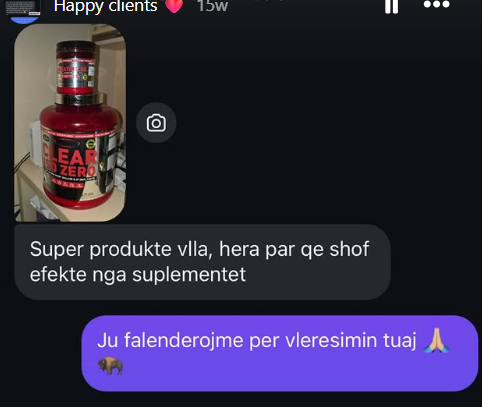 Happy clients ❤️ 15w
CLEAR
ISO ZERO
Super produkte vlla, hera par qe shof
efekte nga suplementet
Ju falenderojme per vleresimin tuaj 🙏🏼
🦬